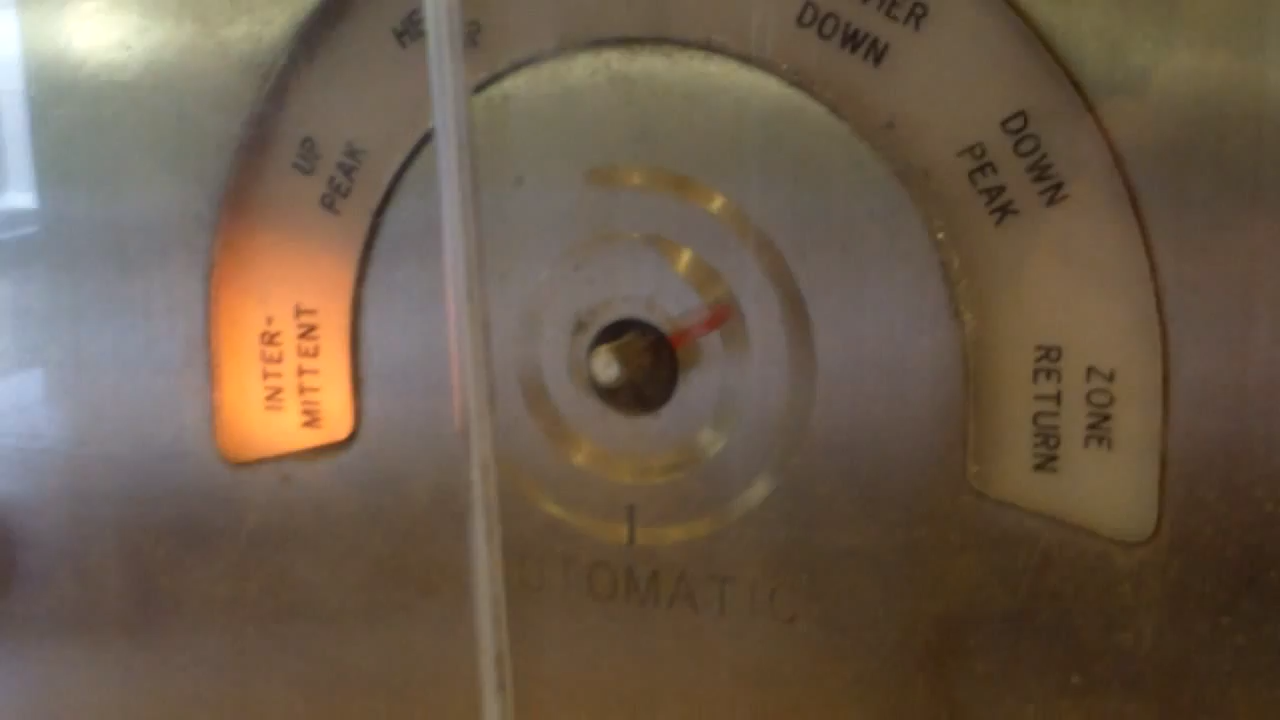 UP
PEAK
INTER-
MITTENT
DOWN
DOWN
PEAK
ZONE
RETURN